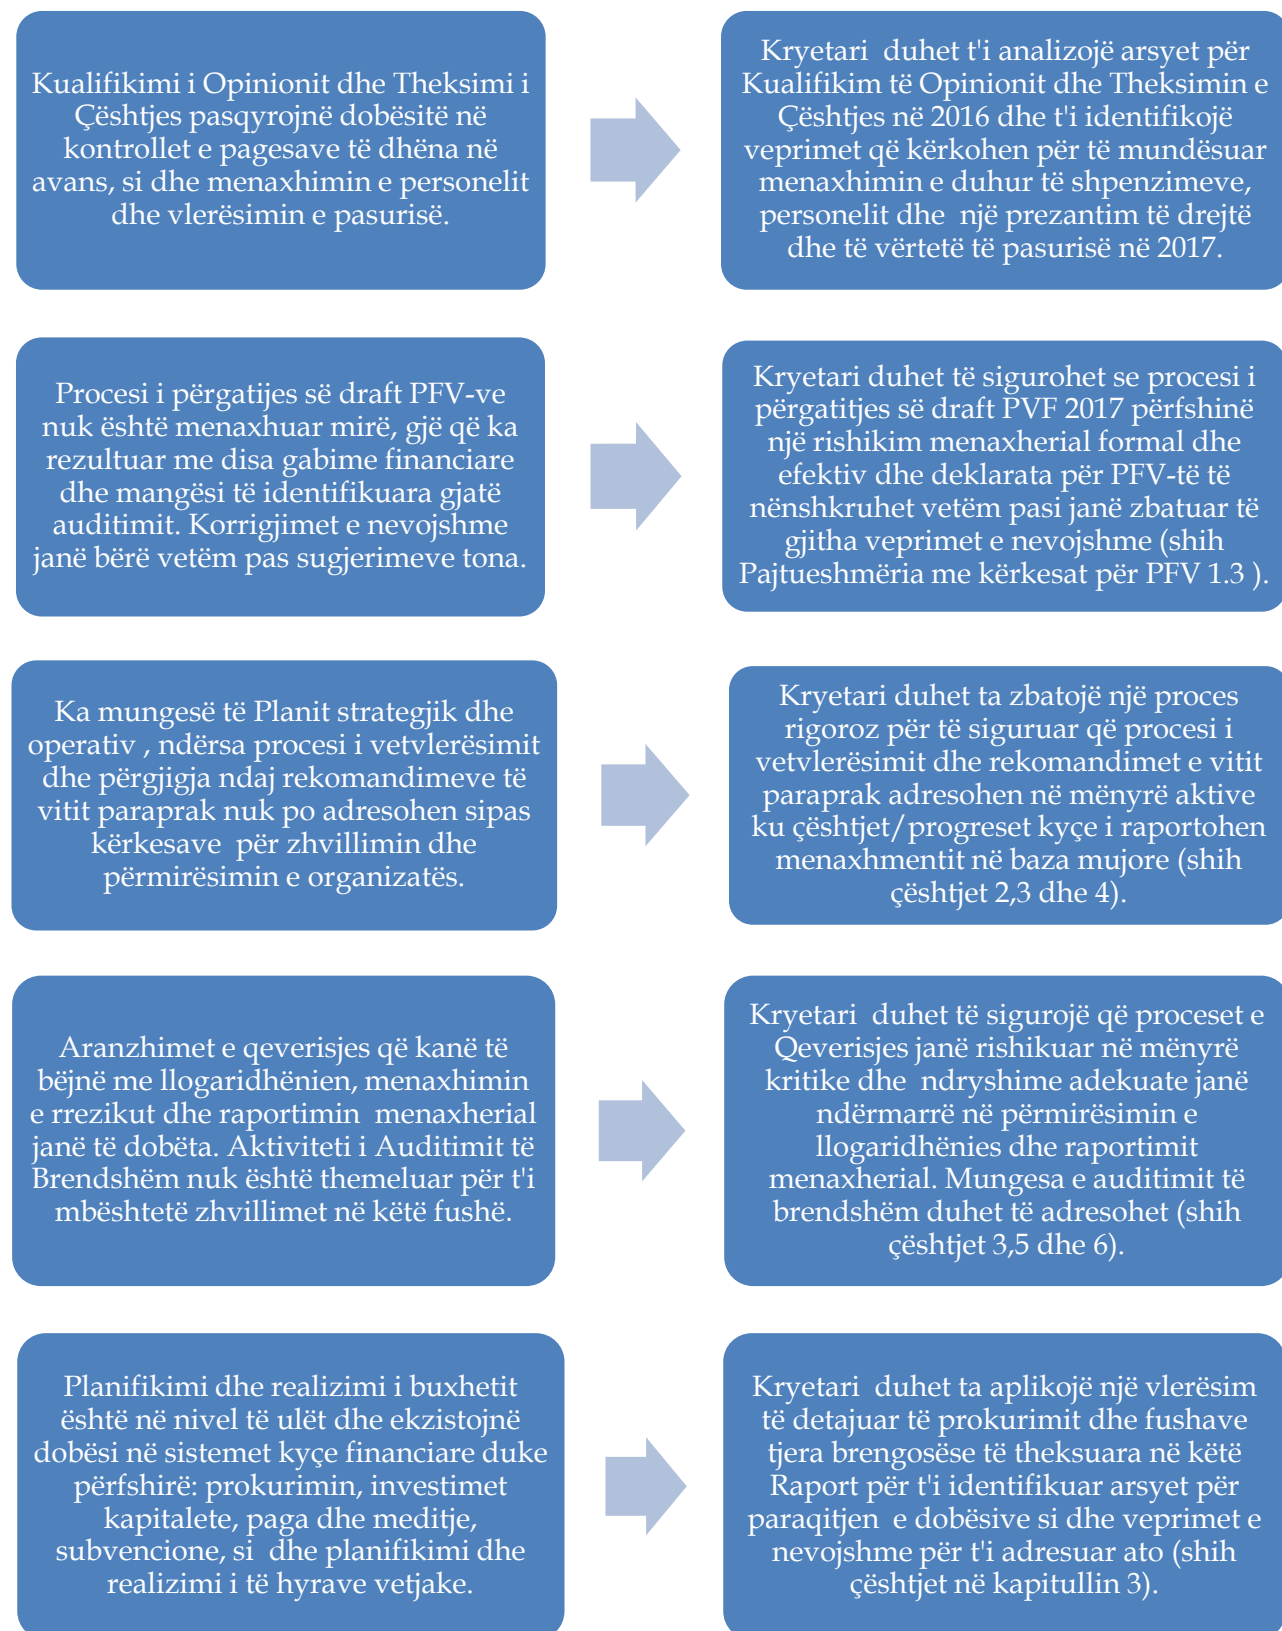 Kualifikimi i Opinionit dhe Theksimi i
Çështjes pasqyrojnë dobësitë në
kontrollet e pagesave të dhëna në
avans, si dhe menaxhimin e personelit
dhe vlerësimin e pasurisë.
Kryetari duhet t'i analizojë arsyet për
Kualifikim të Opinionit dhe Theksimin e
Çështjes në 2016 dhe t'i identifikojë
veprimet që kërkohen për të mundësuar
menaxhimin e duhur të shpenzimeve,
personelit dhe një prezantim të drejtë
dhe të vërtetë të pasurisë në 2017.
Procesi i përgatijes së draft PFV-ve
nuk është menaxhuar mirë, gjë që ka
rezultuar me disa gabime financiare
dhe mangësi të identifikuara gjatë
auditimit. Korrigjimet e nevojshme
janë bërë vetëm pas sugjerimeve tona.
Kryetari duhet të sigurohet se procesi i
përgatitjes së draft PVF 2017 përfshinë
një rishikim menaxherial formal dhe
efektiv dhe deklarata për PFV-të të
nënshkruhet vetëm pasi janë zbatuar të
gjitha veprimet e nevojshme (shih
Pajtueshmëria me kërkesat për PFV 1.3 ).
Ka mungesë të Planit strategjik dhe
operativ , ndërsa procesi i vetvlerësimit
dhe përgjigja ndaj rekomandimeve të
vitit paraprak nuk po adresohen sipas
kërkesave për zhvillimin dhe
përmirësimin e organizatës.
Kryetari duhet ta zbatojë një proces
rigoroz për të siguruar që procesi i
vetvlerësimit dhe rekomandimet e vitit
paraprak adresohen në mënyrë aktive
ku çështjet/progreset kyçe i raportohen
menaxhmentit në baza mujore (shih
çështjet 2,3 dhe 4).
Aranzhimet e qeverisjes që kanë të
bëjnë me llogaridhënien, menaxhimin
e rrezikut dhe raportimin menaxherial
janë të dobëta. Aktiviteti i Auditimit të
Brendshëm nuk është themeluar për t'i
mbështetë zhvillimet në këtë fushë.
Kryetari duhet të sigurojë që proceset e
Qeverisjes janë rishikuar në mënyrë
kritike dhe ndryshime adekuate janë
ndërmarrë në përmirësimin e
llogaridhënies dhe raportimit
menaxherial. Mungesa e auditimit të
brendshëm duhet të adresohet (shih
çështjet 3,5 dhe 6).
Planifikimi dhe realizimi i buxhetit
është në nivel të ulët dhe ekzistojnë
dobësi në sistemet kyçe financiare duke
përfshirë: prokurimin, investimet
kapitalete, paga dhe meditje,
subvencione, si dhe planifikimi dhe
realizimi i të hyrave vetjake.
Kryetari duhet ta aplikojë një vlerësim
të detajuar të prokurimit dhe fushave
tjera brengosëse të theksuara në këtë
Raport për t'i identifikuar arsyet për
paraqitjen e dobësive si dhe veprimet e
nevojshme për t'i adresuar ato (shih
çështjet në kapitullin 3).